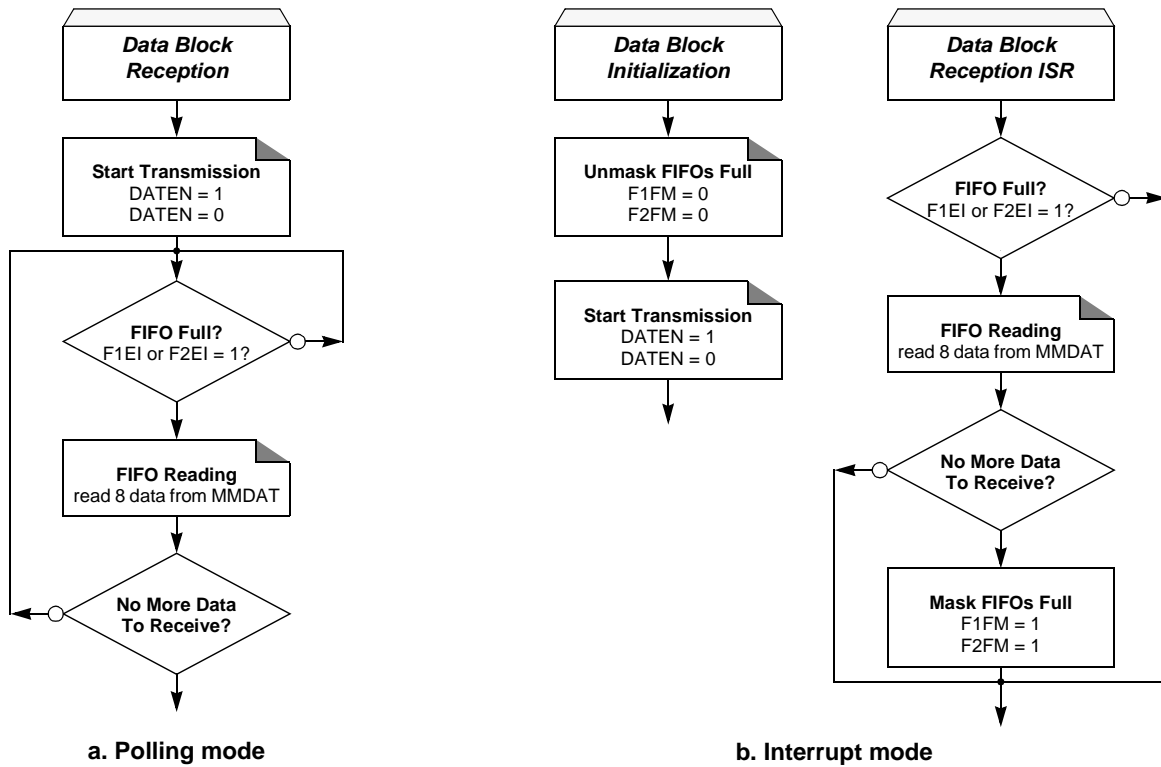 Data Block
Reception
Start Transmission
DATEN = 1
DATEN = 0
FIFO Full?
F1EI or F2EI = 1?
FIFO Reading
read 8 data from MMDAT
No More Data
To Receive?
a. Polling mode
Data Block
Initialization
Unmask FIFOs Full
F1FM = 0
F2FM = 0
Start Transmission
DATEN = 1
DATEN = 0
Data Block
Reception ISR
FIFO Full?
F1EI or F2EI = 1?
FIFO Reading
read 8 data from MMDAT
No More Data
To Receive?
Mask FIFOs Full
F1FM = 1
F2FM = 1
b. Interrupt mode